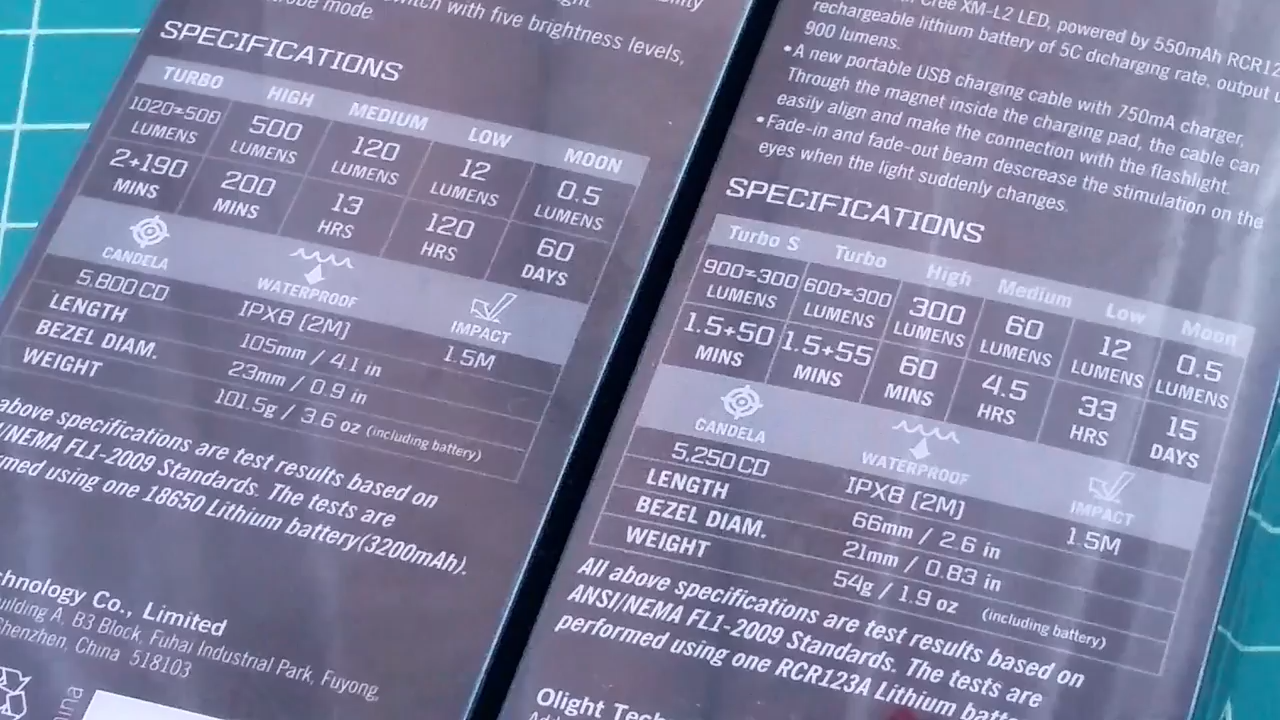 obe mode
witch with five brightness levels,
SPECIFICATIONS
TURBO HIGH MEDIUM LOW MOON
1020≈500 LUMENS 500 LUMENS 120 LUMENS 12 LUMENS 0.5 LUMENS
2+190 MINS 200 MINS 13 HRS 120 HRS 60 DAYS
CANDELA WATERPROOF IMPACT
5,800 CD IPX8 (2M) 1.5M
LENGTH 105mm / 4.1 in
BEZEL DIAM. 23mm / 0.9 in
WEIGHT 101.5g / 3.6 oz (including battery)
above specifications are test results based on
I/NEMA FL1-2009 Standards. The tests are
med using one 18650 Lithium battery(3200mAh).
chnology Co., Limited
uilding A, B3 Block, Fuhai Industrial Park, Fuyong,
Shenzhen, China 518103
Cree XM-L2 LED, powered by 550mAh RCR12
rechargeable lithium battery of 5C dicharging rate, output u
900 lumens.
•A new portable USB charging cable with 750mA charger,
Through the magnet inside the charging pad, the cable can
easily align and make the connection with the flashlight.
•Fade-in and fade-out beam descrease the stimulation on the
eyes when the light suddenly changes.
SPECIFICATIONS
Turbo S Turbo High Medium Low Moon
900≈300 LUMENS 600≈300 LUMENS 300 LUMENS 60 LUMENS 12 LUMENS 0.5 LUMENS
1.5+50 MINS 1.5+55 MINS 60 MINS 4.5 HRS 33 HRS 15 DAYS
CANDELA WATERPROOF IMPACT
5,250 CD IPX8 (2M) 1.5M
LENGTH 66mm / 2.6 in
BEZEL DIAM. 21mm / 0.83 in
WEIGHT 54g / 1.9 oz (including battery)
All above specifications are test results based on
ANSI/NEMA FL1-2009 Standards. The tests are
performed using one RCR123A Lithium batt
Olight Tech